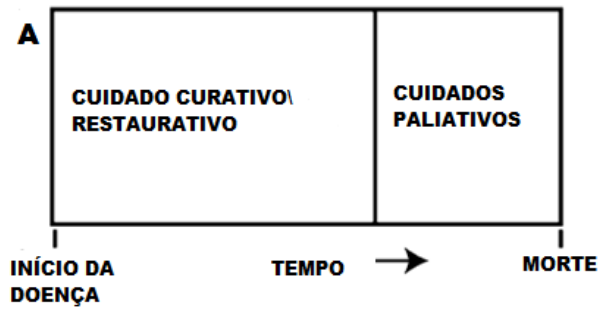 A
CUIDADO CURATIVO\
RESTAURATIVO
CUIDADOS
PALIATIVOS
INÍCIO DA
DOENÇA
TEMPO
MORTE